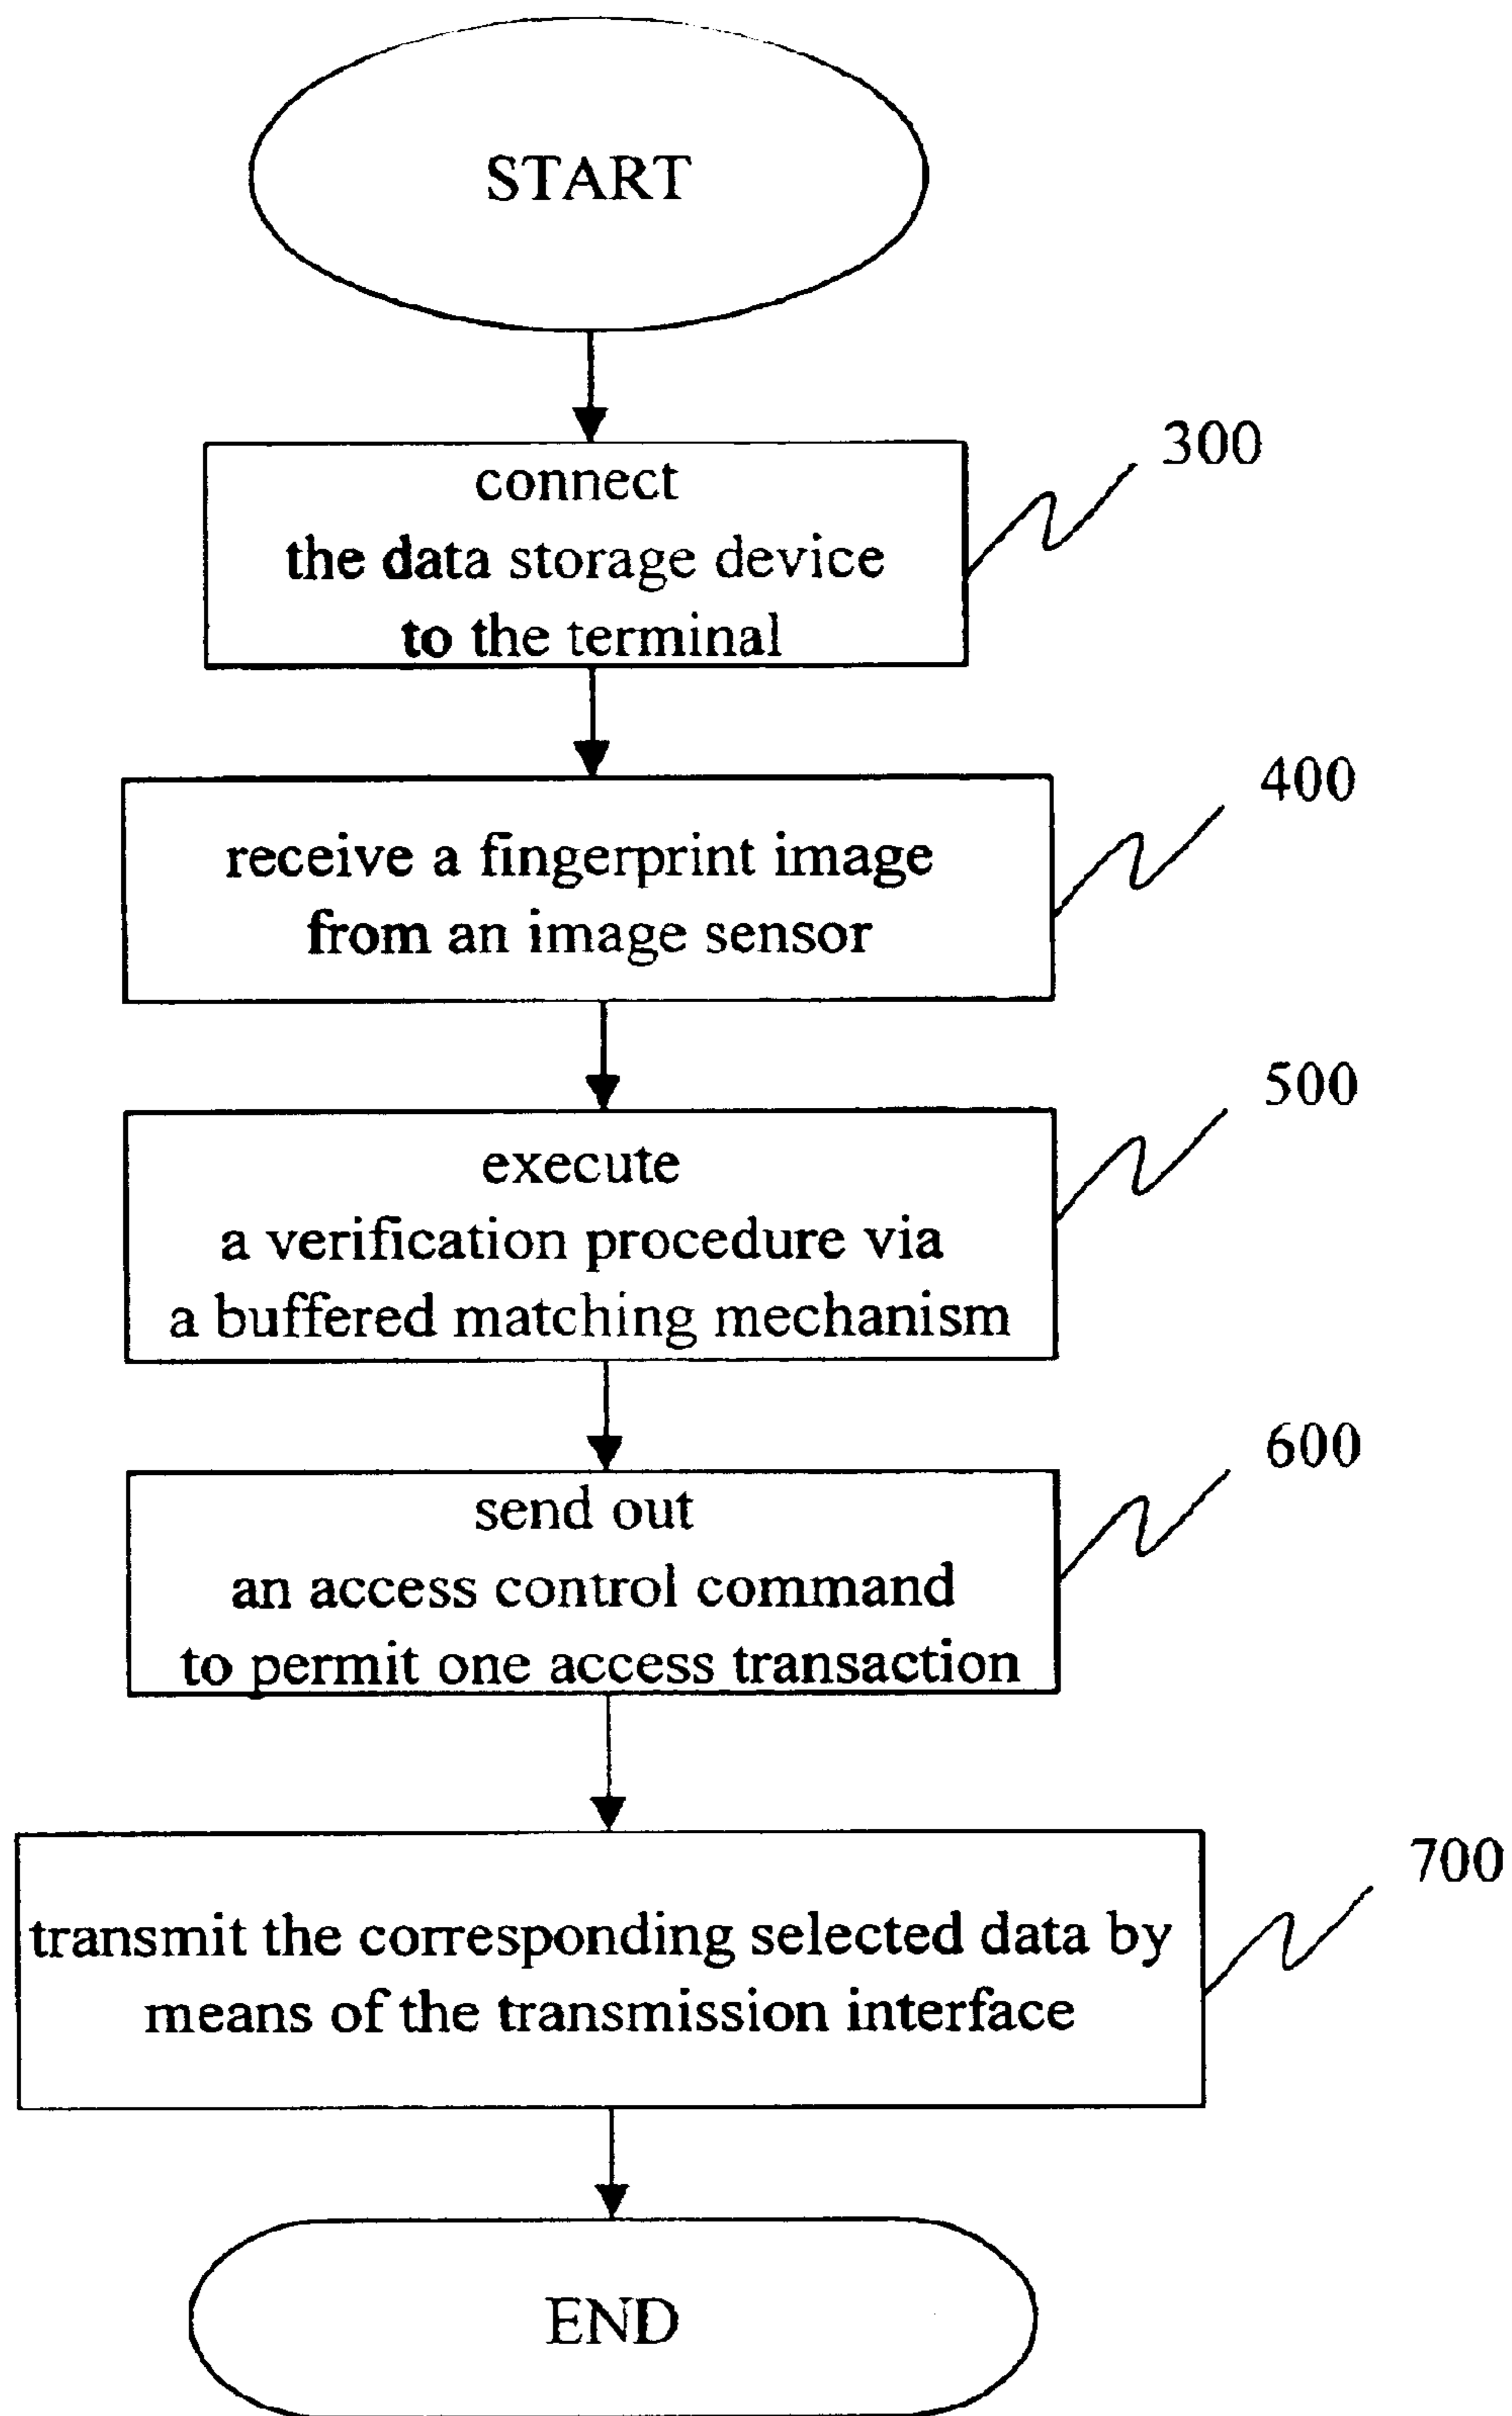 START
300
connect
the data storage device
to the terminal
400
receive a fingerprint image
from an image sensor
500
execute
a verification procedure via
a buffered matching mechanism
600
send out
an access control command
to permit one access transaction
700
transmit the corresponding selected data by
means of the transmission interface
END